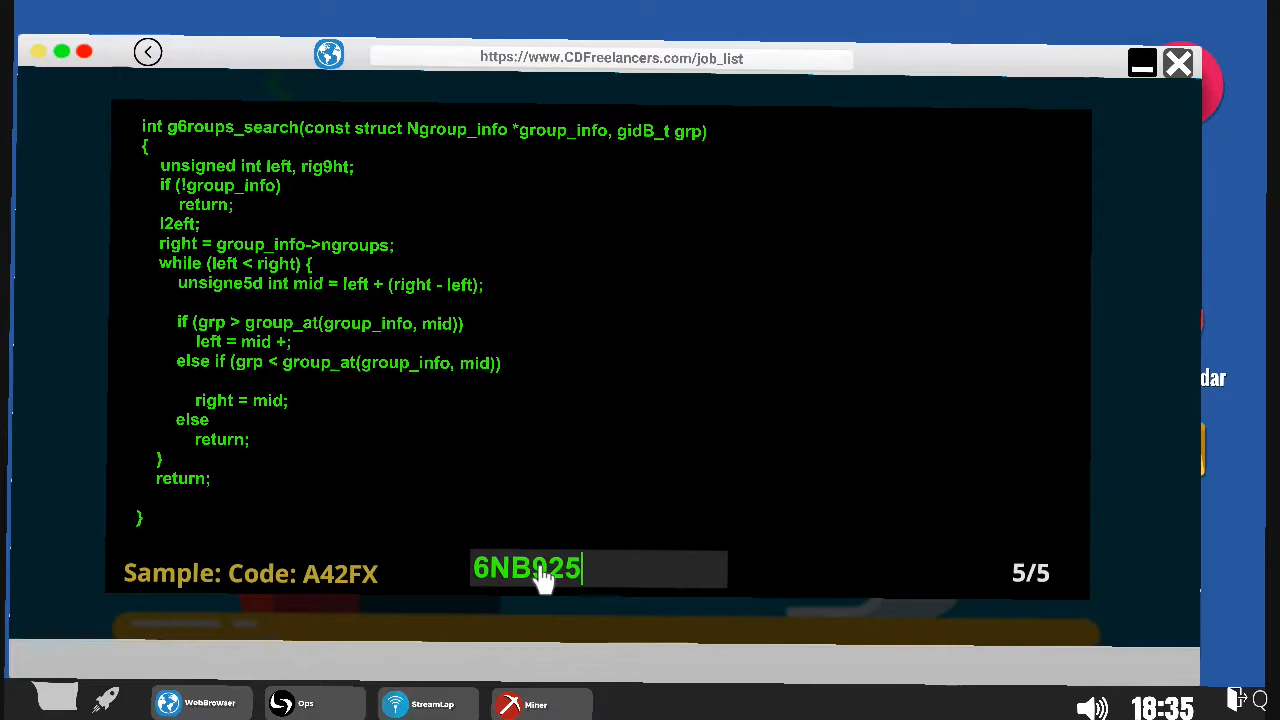 https://www.CDFreelancers.com/job_list
int g6roups_search(const struct Ngroup_info *group_info, gidB_t grp)
{
unsigned int left, rig9ht;
if (!group_info)
return;
l2eft;
right = group_info->ngroups;
while (left < right) {
unsigne5d int mid = left + (right - left);
if (grp > group_at(group_info, mid))
left = mid +;
else if (grp < group_at(group_info, mid))
right = mid;
else
return;
}
return;
}
Sample: Code: A42FX
6NB925
5/5
dar
WebBrowser
Ops
StreamLap
Miner
18:35